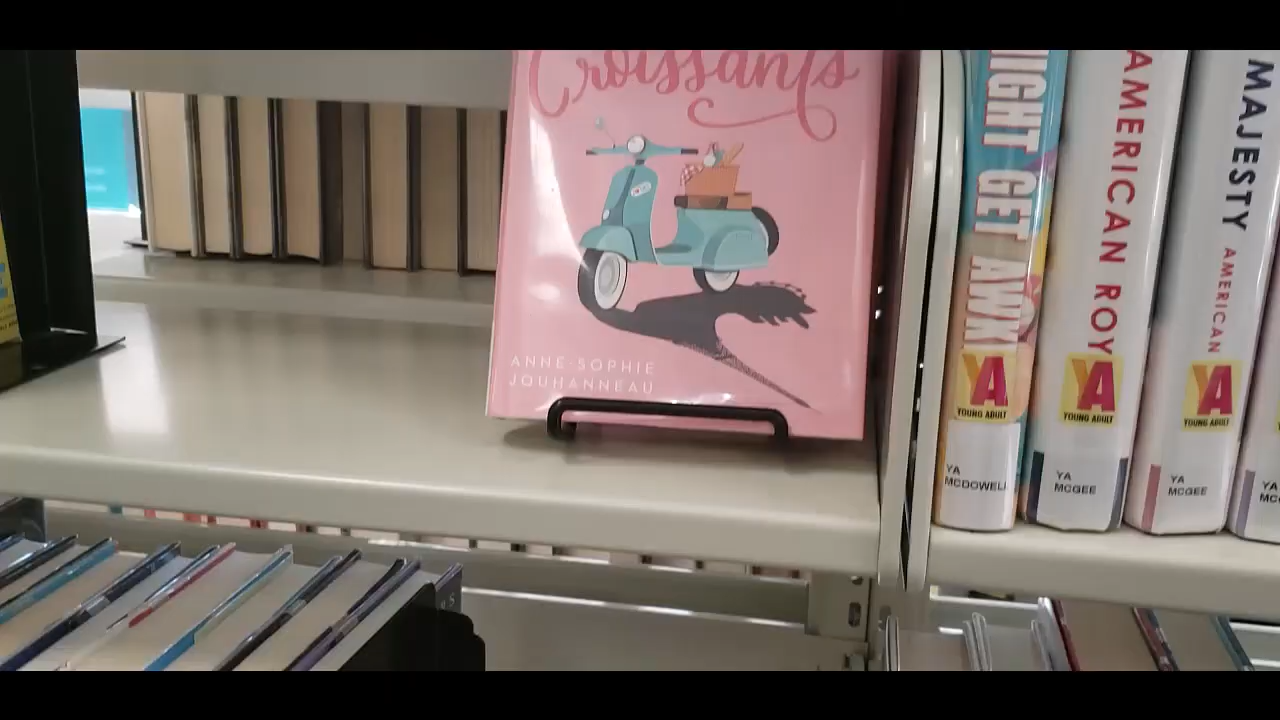 Croissants
ANNE-SOPHIE
JOUHANNEAU
IGHT GET AWK
YA
YOUNG ADULT
YA
MCDOWELL
AMERICAN ROY
YA
YOUNG ADULT
YA
MCGEE
MAJESTY AMERICAN
YA
YOUNG ADULT
YA
MCGEE
YA